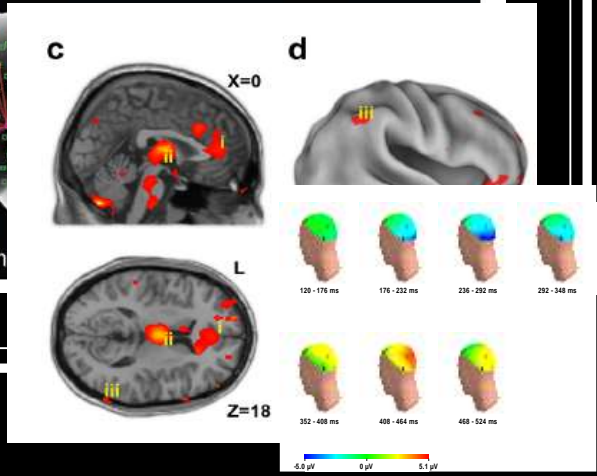 c
d
X=0
i
ii
iii
L
i
ii
iii
Z=18
120 - 176 ms
176 - 232 ms
236 - 292 ms
292 - 348 ms
352 - 408 ms
408 - 464 ms
468 - 524 ms
-5.0 µV
0 µV
5.1 µV